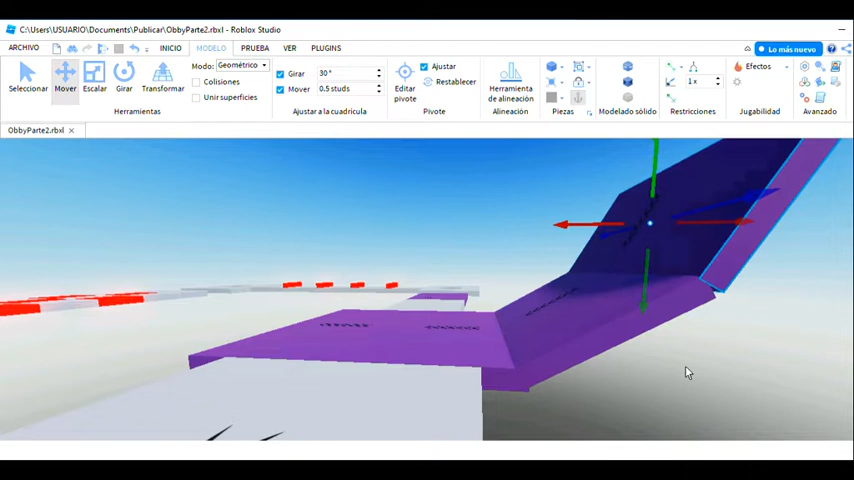 C:\Users\USUARIO\Documents\Publicar\ObbyParte2.rbxl - Roblox Studio
ARCHIVO INICIO MODELO PRUEBA VER PLUGINS Lo más nuevo
Modo: Geométrico Girar 30° Ajustar Efectos
Colisiones Mover 0.5 studs Restablecer 1 x
Unir superficies
Seleccionar Mover Escalar Girar Transformar Editar pivote Herramienta de alineación
Herramientas Ajustar a la cuadrícula Pivote Alineación Piezas Modelado sólido Restricciones Jugabilidad Avanzado
ObbyParte2.rbxl ×